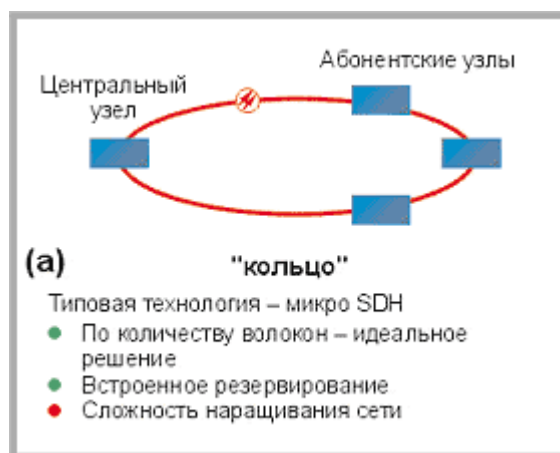 Абонентские узлы
Центральный
узел
(а) "кольцо"
Типовая технология – микро SDH
По количеству волокон – идеальное
решение
Встроенное резервирование
Сложность наращивания сети